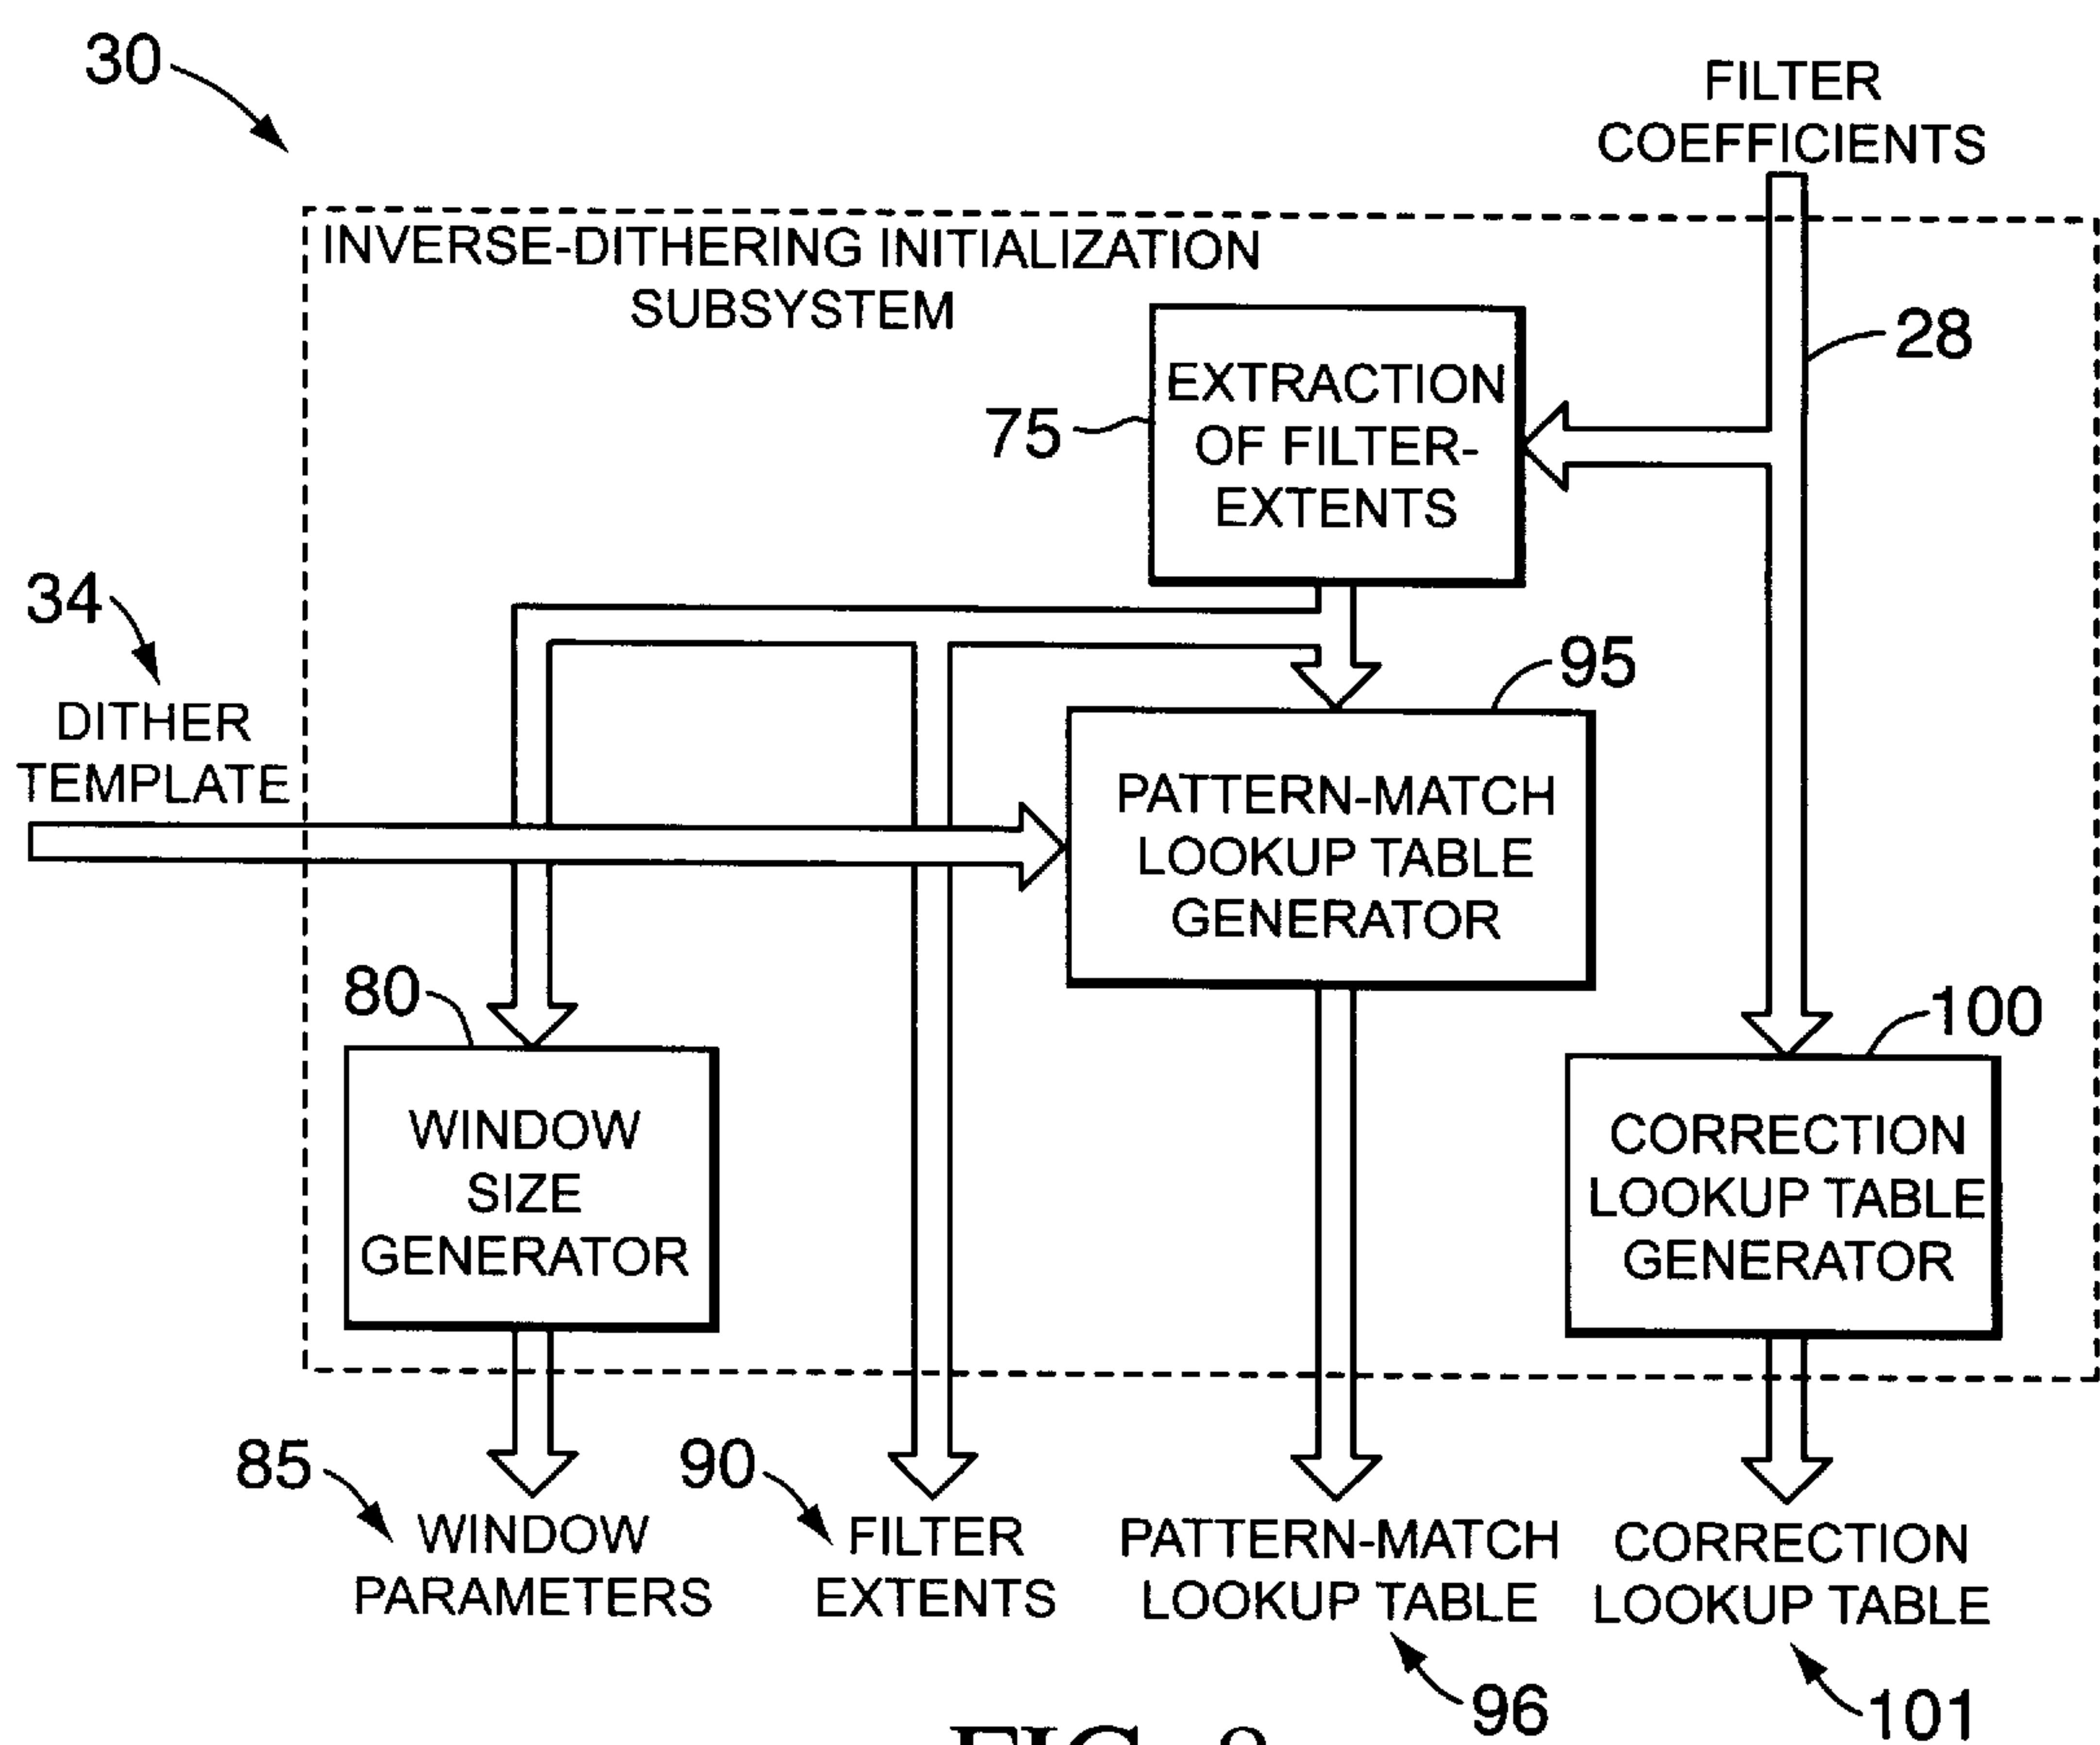 30
FILTER
COEFFICIENTS
INVERSE-DITHERING INITIALIZATION
SUBSYSTEM
28
EXTRACTION
OF FILTER-
EXTENTS
75
34
DITHER
TEMPLATE
95
PATTERN-MATCH
LOOKUP TABLE
GENERATOR
80
WINDOW
SIZE
GENERATOR
100
CORRECTION
LOOKUP TABLE
GENERATOR
85
WINDOW
PARAMETERS
90
FILTER
EXTENTS
PATTERN-MATCH
LOOKUP TABLE
96
CORRECTION
LOOKUP TABLE
101